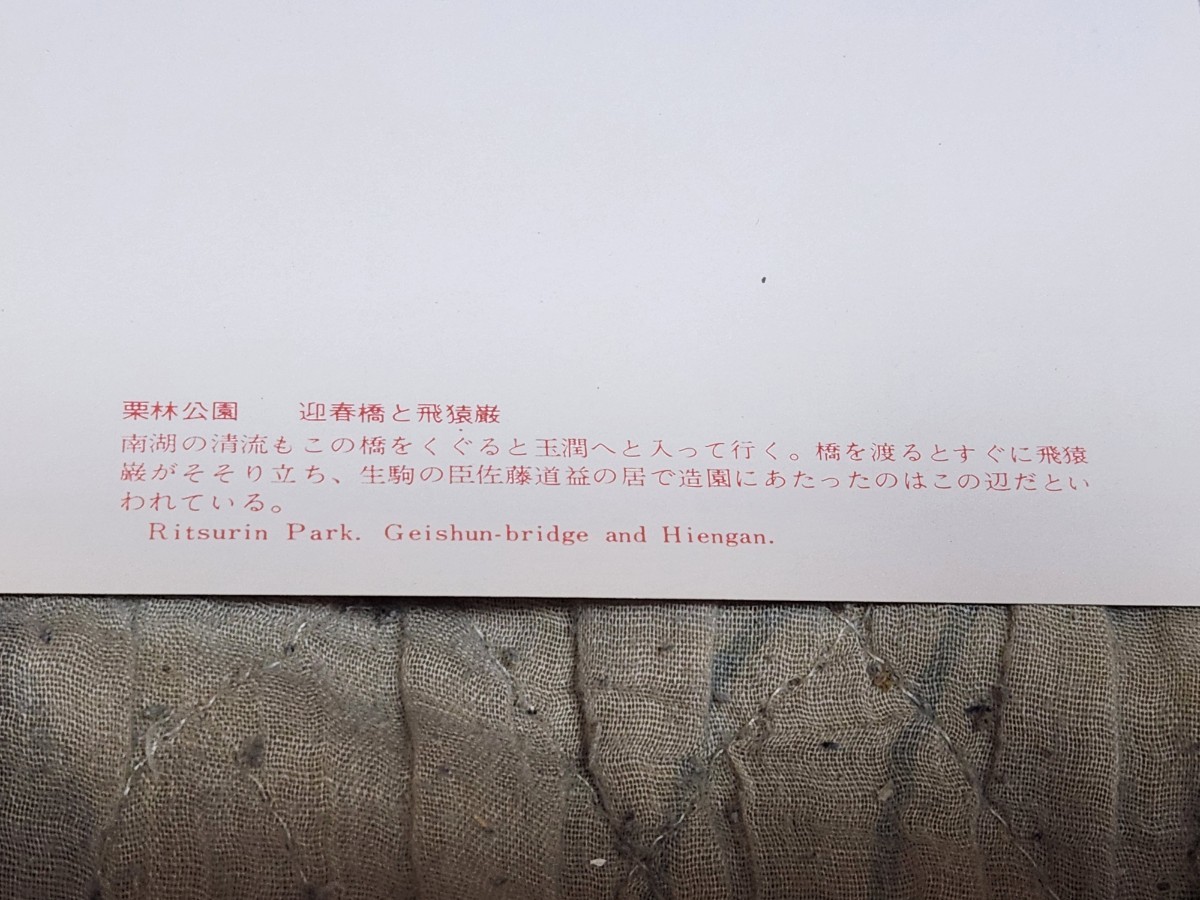 栗林公園　　迎春橋と飛猿巌
南湖の清流もこの橋をくぐると玉潤へと入って行く。橋を渡るとすぐに飛猿
巌がそそり立ち、生駒の臣佐藤道益の居で造園にあたったのはこの辺だとい
われている。
Ritsurin Park. Geishun-bridge and Hiengan.